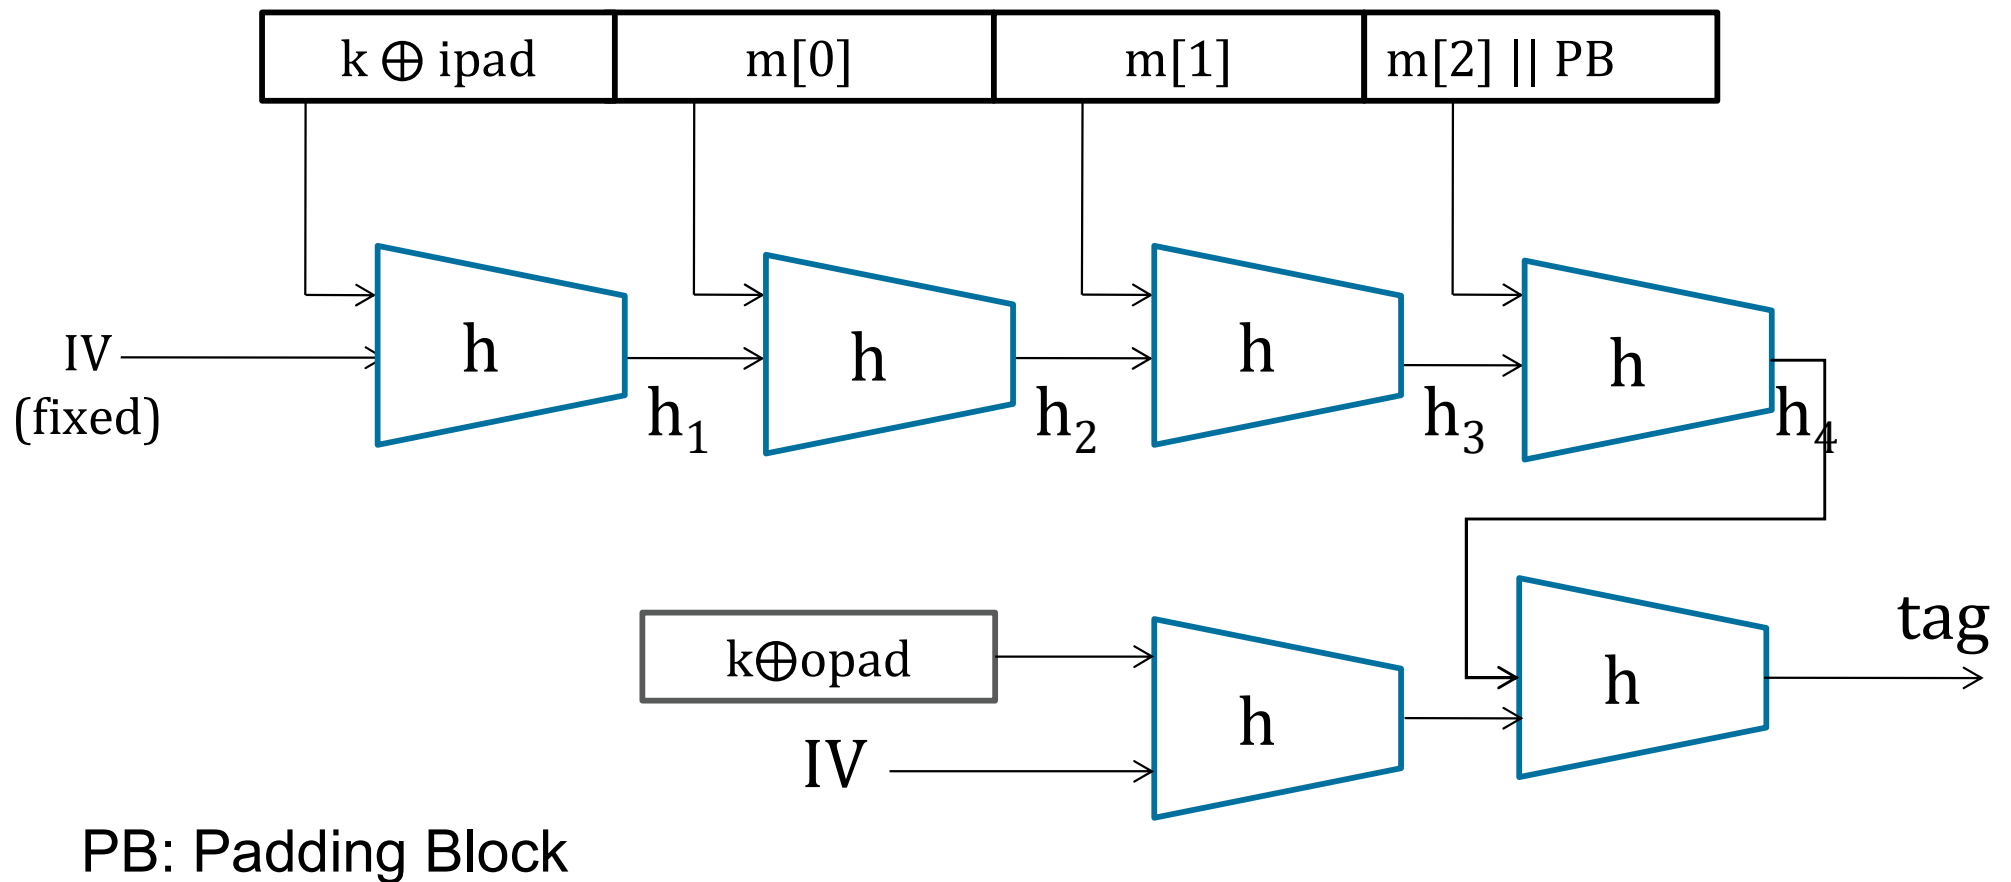 k ⊕ ipad m[0] m[1] m[2] || PB
h h h h
IV
(fixed)
h₁ h₂ h₃ h₄
tag
k⊕opad
h h
IV
PB: Padding Block